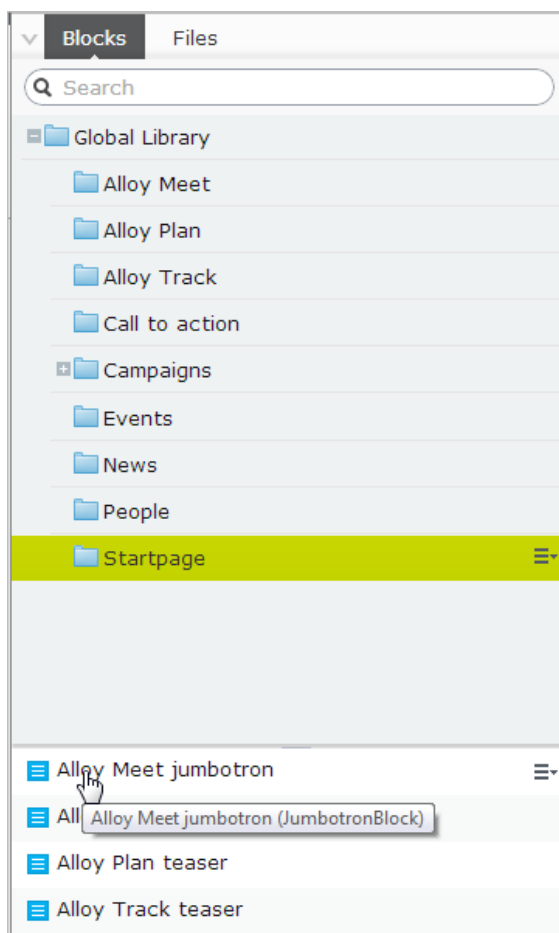 Blocks Files
Search
Global Library
Alloy Meet
Alloy Plan
Alloy Track
Call to action
Campaigns
Events
News
People
Startpage
Alloy Meet jumbotron
Alloy Meet jumbotron (JumbotronBlock)
Alloy Plan teaser
Alloy Track teaser